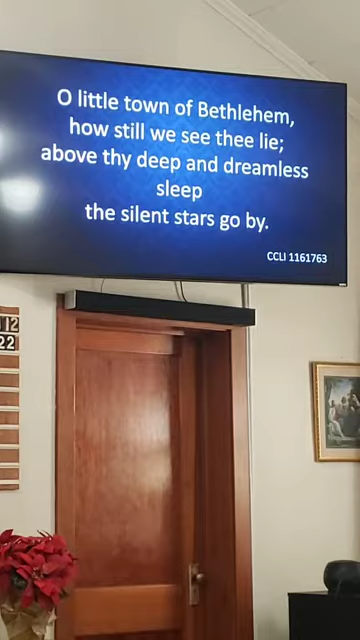 O little town of Bethlehem,
how still we see thee lie;
above thy deep and dreamless
sleep
the silent stars go by.
CCLI 1161763
12
22